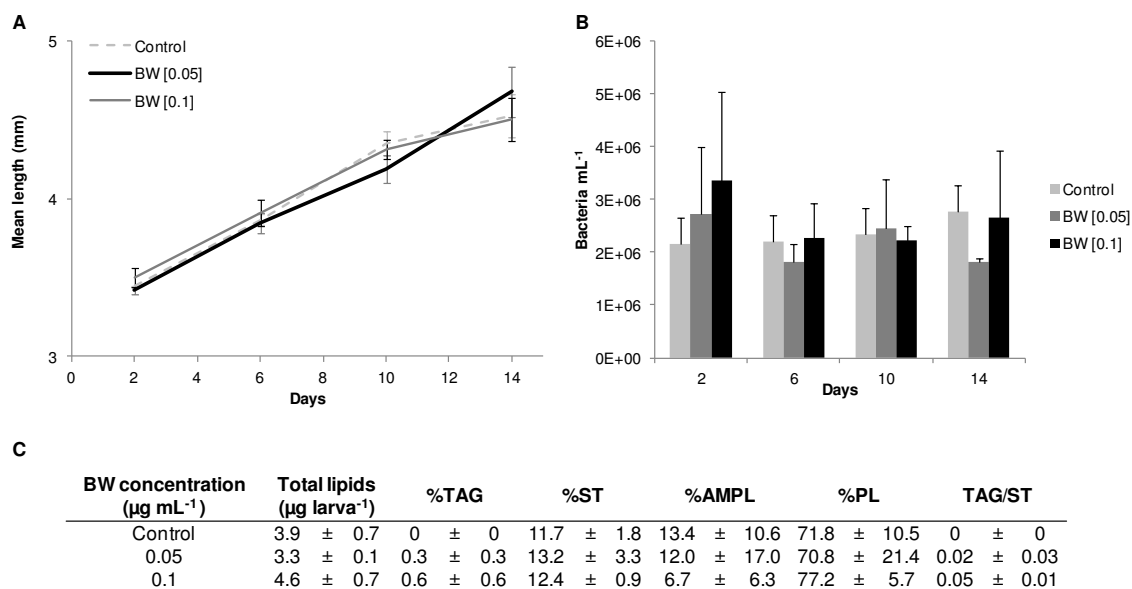 A
5
4
3
Mean length (mm)
Control
BW [0.05]
BW [0.1]
0 2 4 6 8 10 12 14
Days
B
6E+06
5E+06
4E+06
3E+06
2E+06
1E+06
0E+00
Bacteria mL-1
2 6 10 14
Days
Control
BW [0.05]
BW [0.1]
C
BW concentration (µg mL-1) Total lipids (µg larva-1) %TAG %ST %AMPL %PL TAG/ST
Control 3.9 ± 0.7 0 ± 0 11.7 ± 1.8 13.4 ± 10.6 71.8 ± 10.5 0 ± 0
0.05 3.3 ± 0.1 0.3 ± 0.3 13.2 ± 3.3 12.0 ± 17.0 70.8 ± 21.4 0.02 ± 0.03
0.1 4.6 ± 0.7 0.6 ± 0.6 12.4 ± 0.9 6.7 ± 6.3 77.2 ± 5.7 0.05 ± 0.01